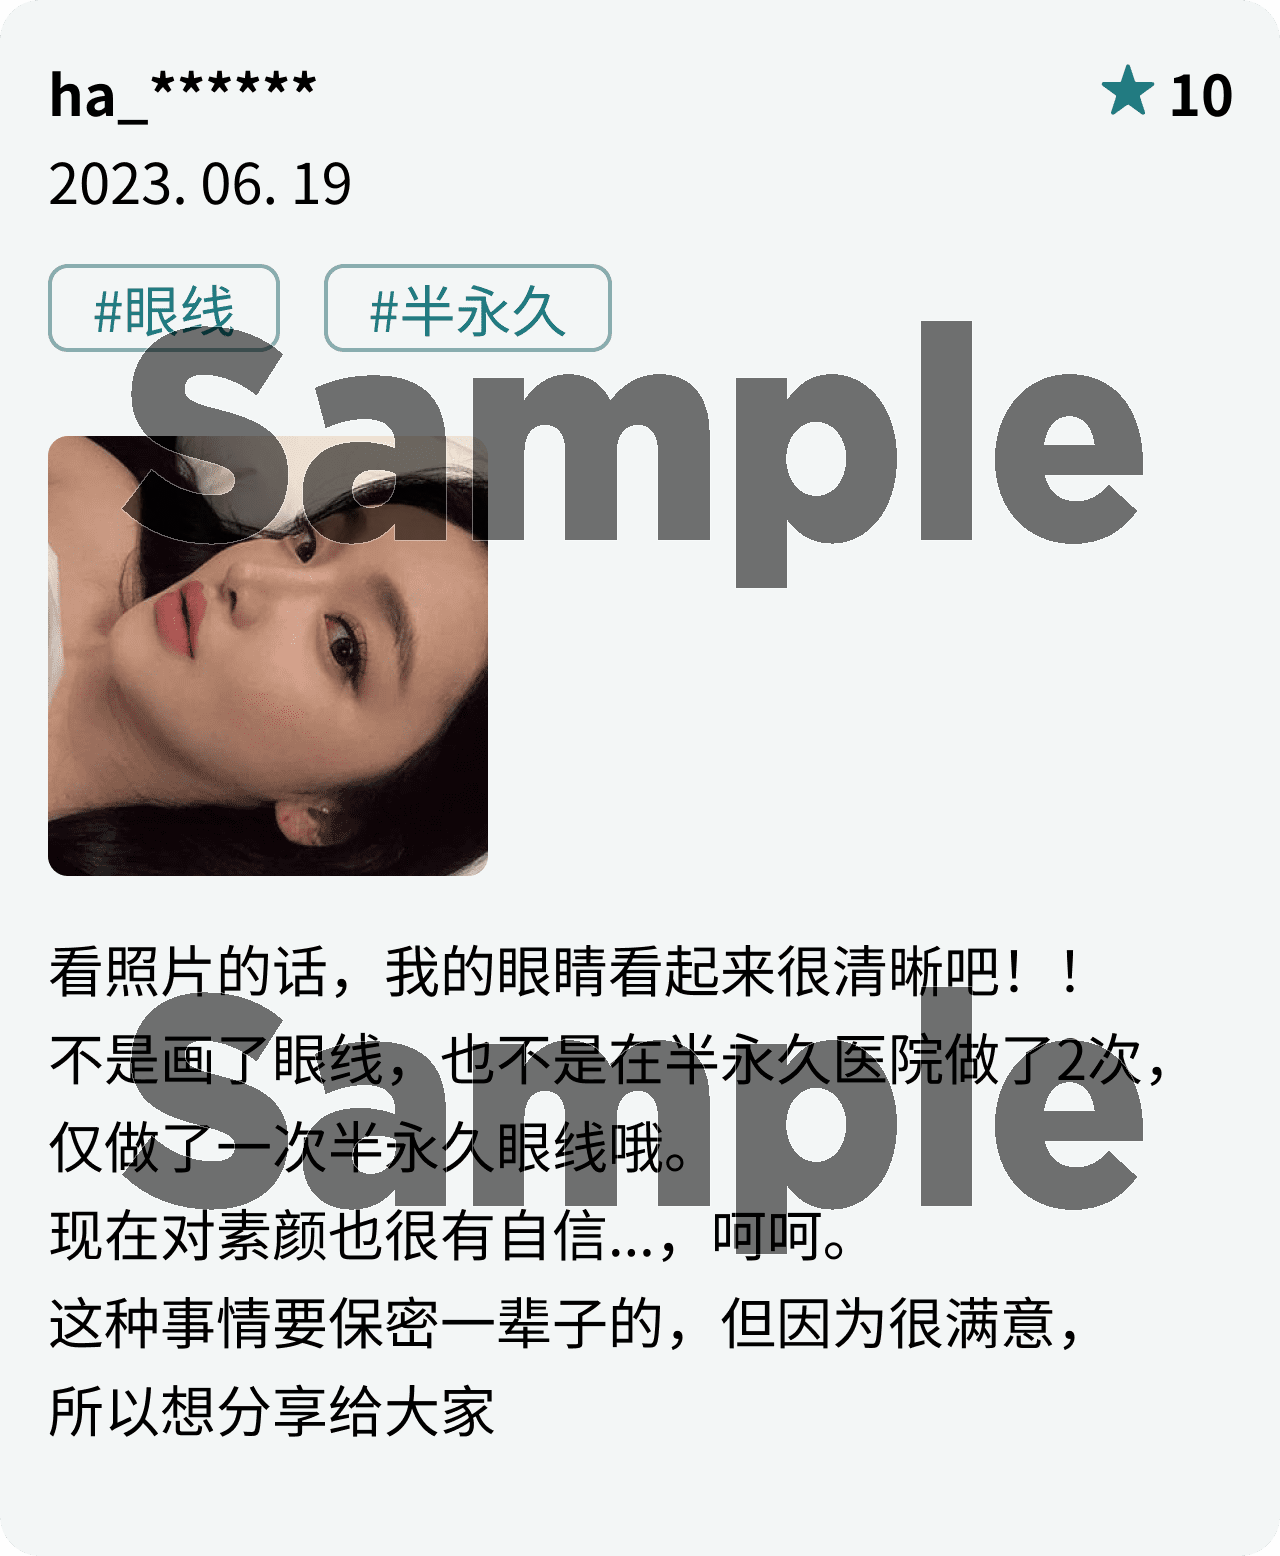 ha_******
★ 10
2023. 06. 19
#眼线
#半永久
Sample
看照片的话，我的眼睛看起来很清晰吧！！
不是画了眼线，也不是在半永久医院做了2次，
仅做了一次半永久眼线哦。
Sample
现在对素颜也很有自信...，呵呵。
这种事情要保密一辈子的，但因为很满意，
所以想分享给大家